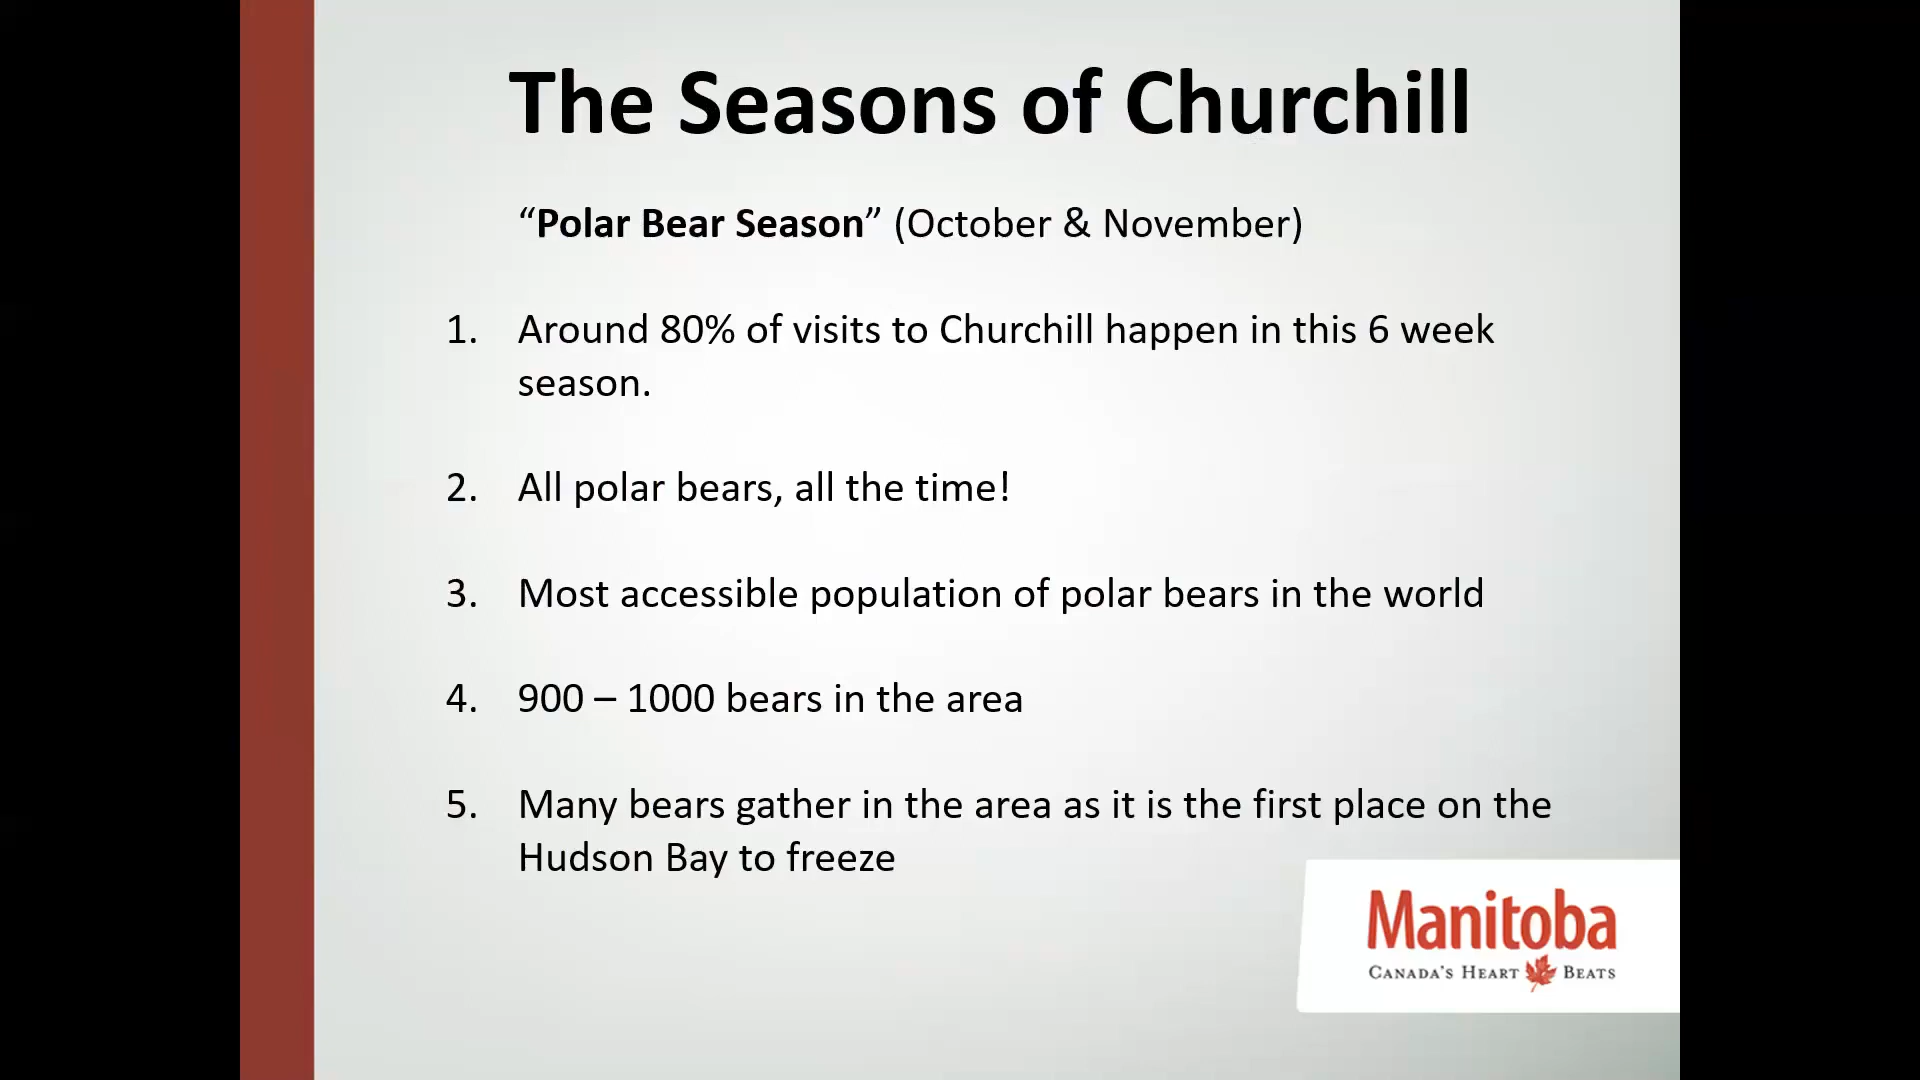 The Seasons of Churchill
“Polar Bear Season” (October & November)
1. Around 80% of visits to Churchill happen in this 6 week
season.
2. All polar bears, all the time!
3. Most accessible population of polar bears in the world
4. 900 – 1000 bears in the area
5. Many bears gather in the area as it is the first place on the
Hudson Bay to freeze
Manitoba
CANADA’S HEART BEATS